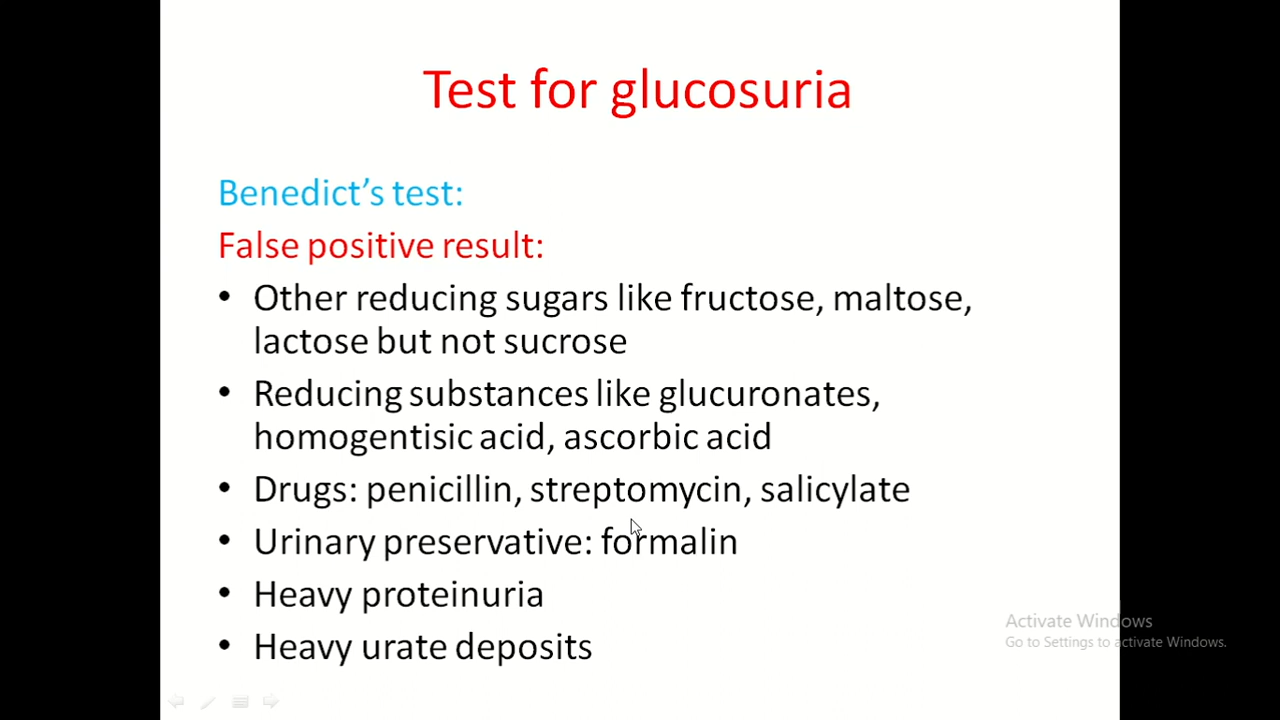 Test for glucosuria
Benedict’s test:
False positive result:
• Other reducing sugars like fructose, maltose,
lactose but not sucrose
• Reducing substances like glucuronates,
homogentisic acid, ascorbic acid
• Drugs: penicillin, streptomycin, salicylate
• Urinary preservative: formalin
• Heavy proteinuria
• Heavy urate deposits
Activate Windows
Go to Settings to activate Windows.